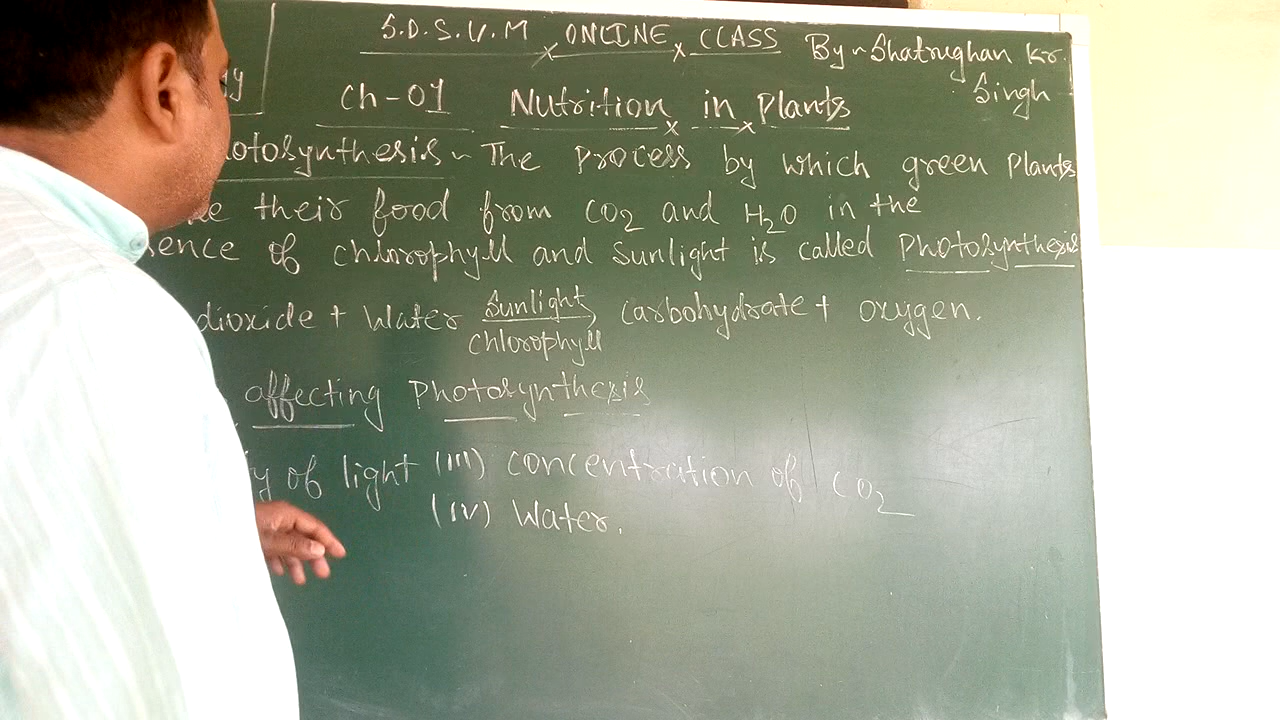 S.D.S.V.M ONLINE CLASS By ~ Shatrughan Kr.
Singh
Ch-01 Nutrition in Plants
otosynthesis ~ The Process by which green Plants
their food from CO2 and H2O in the
ence of chlorophyll and Sunlight is called Photosynthesis
dioxide + Water Sunlight carbohydrate + oxygen.
chlorophyll
affecting Photosynthesis
y of light (III) concentration of CO2
(IV) Water.